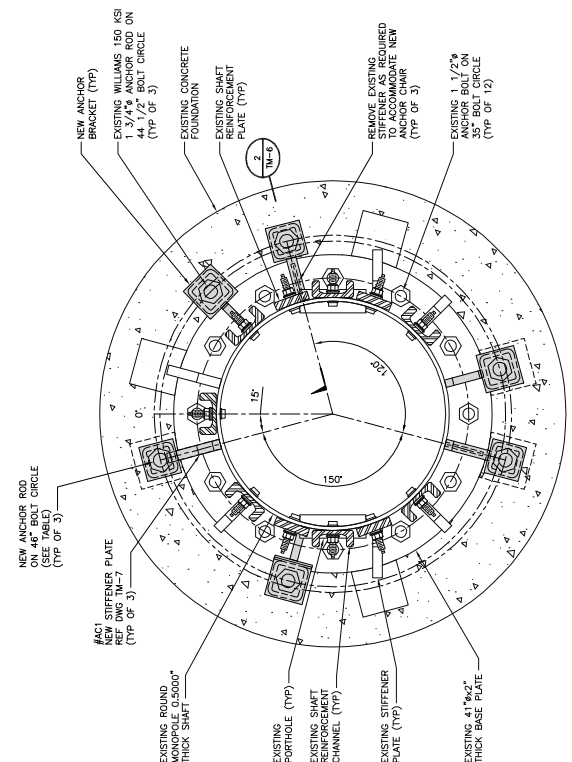 NEW ANCHOR
BRACKET (TYP)
EXISTING WILLIAMS 150 KSI
1 3/4"ø ANCHOR ROD ON
44 1/2" BOLT CIRCLE
(TYP OF 3)
EXISTING CONCRETE
FOUNDATION
EXISTING SHAFT
REINFORCEMENT
PLATE (TYP)
2
TM-6
REMOVE EXISTING
STIFFENER AS REQUIRED
TO ACCOMMODATE NEW
ANCHOR CHAIR
(TYP OF 3)
EXISTING 1 1/2"ø
ANCHOR BOLT ON
35" BOLT CIRCLE
(TYP OF 12)
0°
15°
120°
150°
NEW ANCHOR ROD
ON 46" BOLT CIRCLE
(SEE TABLE)
(TYP OF 3)
#AC1
NEW STIFFENER PLATE
REF DWG TM-7
(TYP OF 3)
EXISTING ROUND
MONOPOLE 0.5000"
THICK SHAFT
EXISTING
PORTHOLE (TYP)
EXISTING SHAFT
REINFORCEMENT
CHANNEL (TYP)
EXISTING STIFFENER
PLATE (TYP)
EXISTING 41"øx2"
THICK BASE PLATE